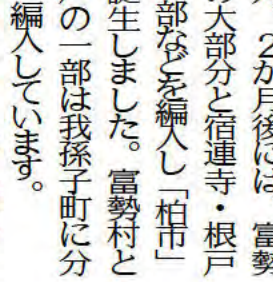 ２か月後には、富勢
大部分と宿連寺・根戸
部などを編入し「柏市」
誕生しました。富勢村と
の一部は我孫子町に分
編入しています。